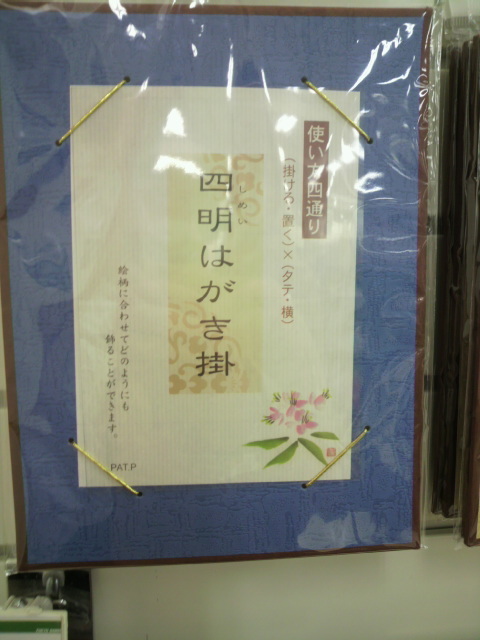 使い方四通り
(掛ける・置く)×(タテ・横)
しめい
四明はがき掛
絵柄に合わせてどのようにも
飾ることができます。
PAT.P